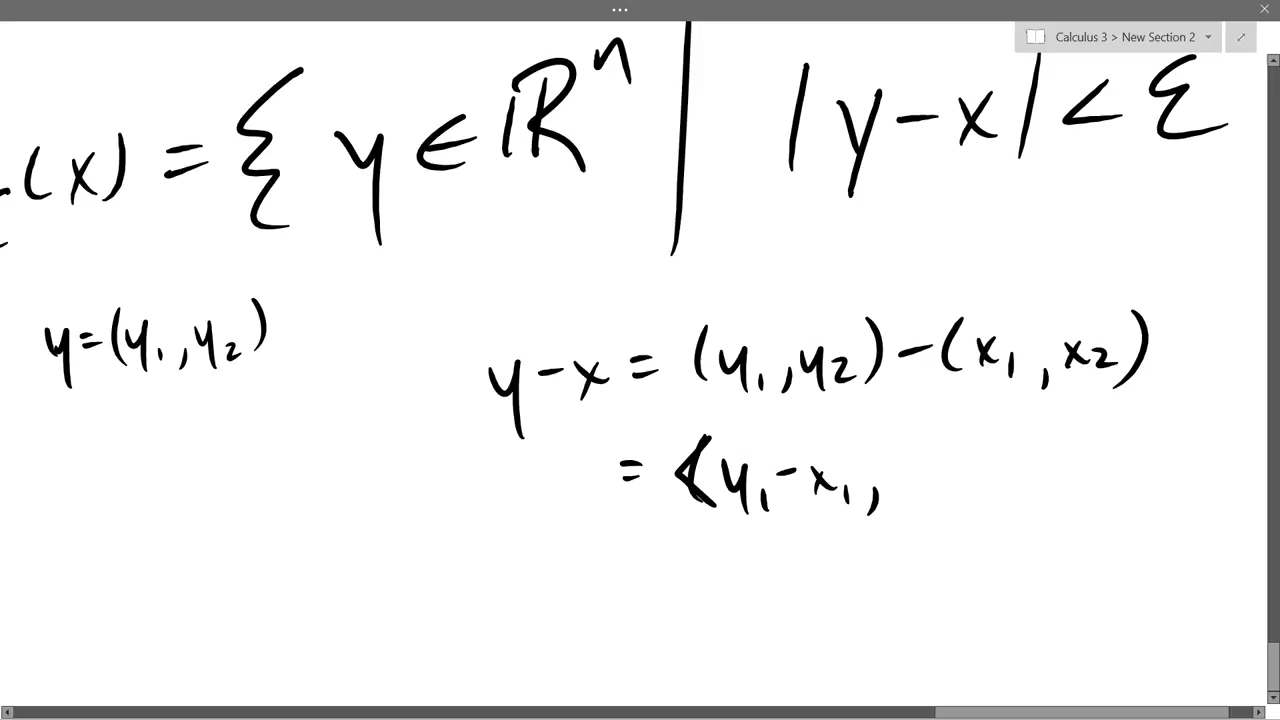 Calculus 3 > New Section 2
(x) = { y ∈ ℝⁿ | |y - x| < ε
y = (y₁, y₂)
y - x = (y₁, y₂) - (x₁, x₂)
= ⟨y₁ - x₁,